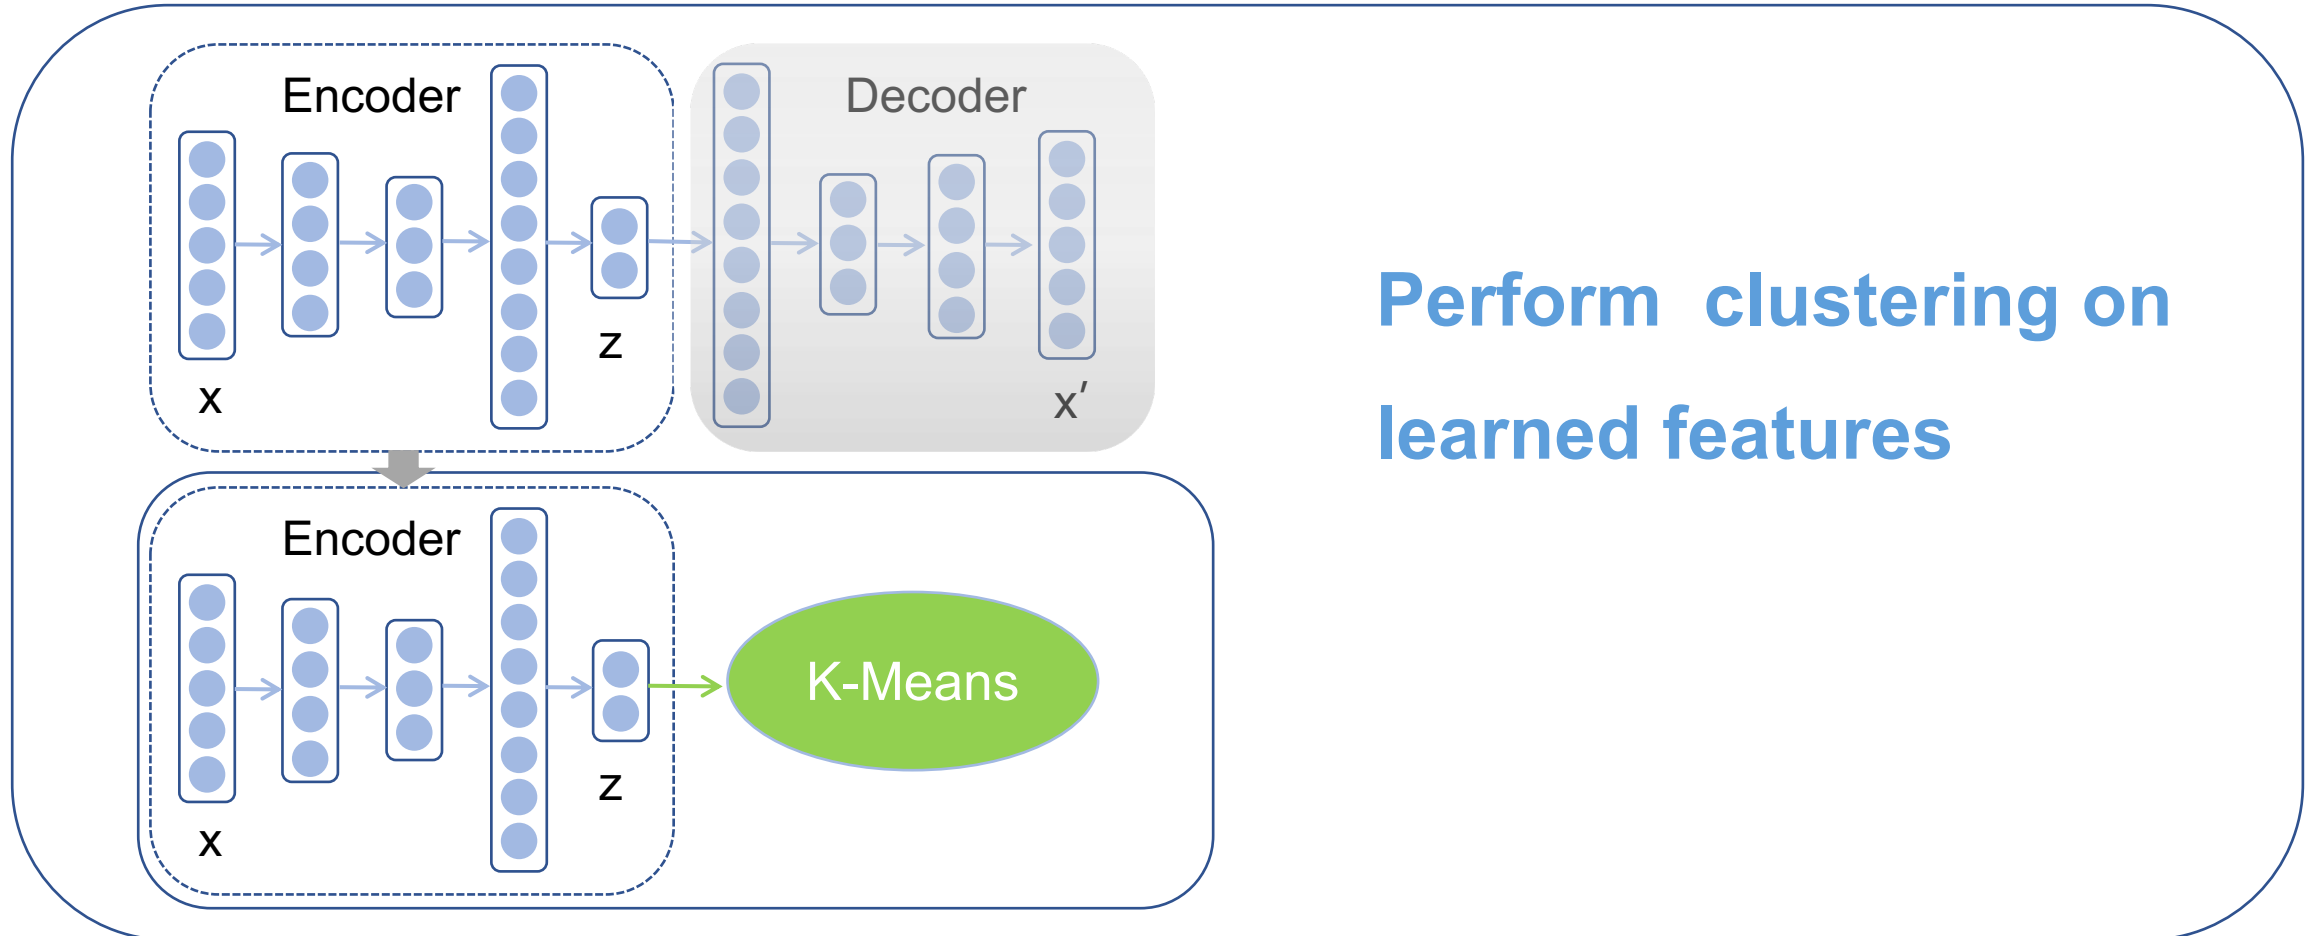 Encoder
Decoder
z
x
x′
Perform clustering on
learned features
Encoder
K-Means
z
x